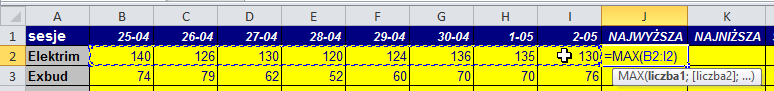 A B C D E F G H I J K
1 sesje 25-04 26-04 27-04 28-04 29-04 30-04 1-05 2-05 NAJWYŻSZA NAJNIŻSZA
2 Elektrim 140 126 130 120 124 136 135 130 =MAX(B2:I2)
3 Exbud 74 79 62 52 60 70 70 76 MAX(liczba1; [liczba2]; ...)